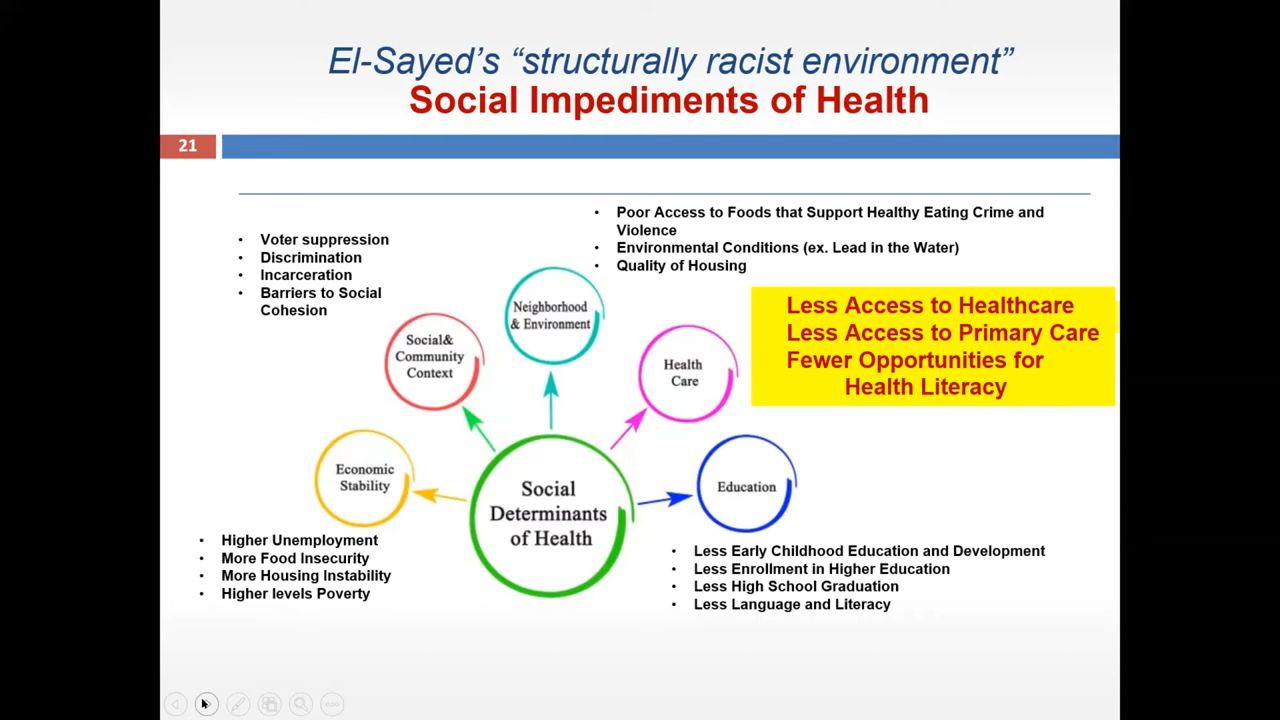 El-Sayed's “structurally racist environment”
Social Impediments of Health
21
• Voter suppression
• Discrimination
• Incarceration
• Barriers to Social
Cohesion
• Poor Access to Foods that Support Healthy Eating Crime and
Violence
• Environmental Conditions (ex. Lead in the Water)
• Quality of Housing
Less Access to Healthcare
Less Access to Primary Care
Fewer Opportunities for
Health Literacy
Neighborhood
& Environment
Social&
Community
Context
Health
Care
Economic
Stability
Social
Determinants
of Health
Education
• Higher Unemployment
• More Food Insecurity
• More Housing Instability
• Higher levels Poverty
• Less Early Childhood Education and Development
• Less Enrollment in Higher Education
• Less High School Graduation
• Less Language and Literacy